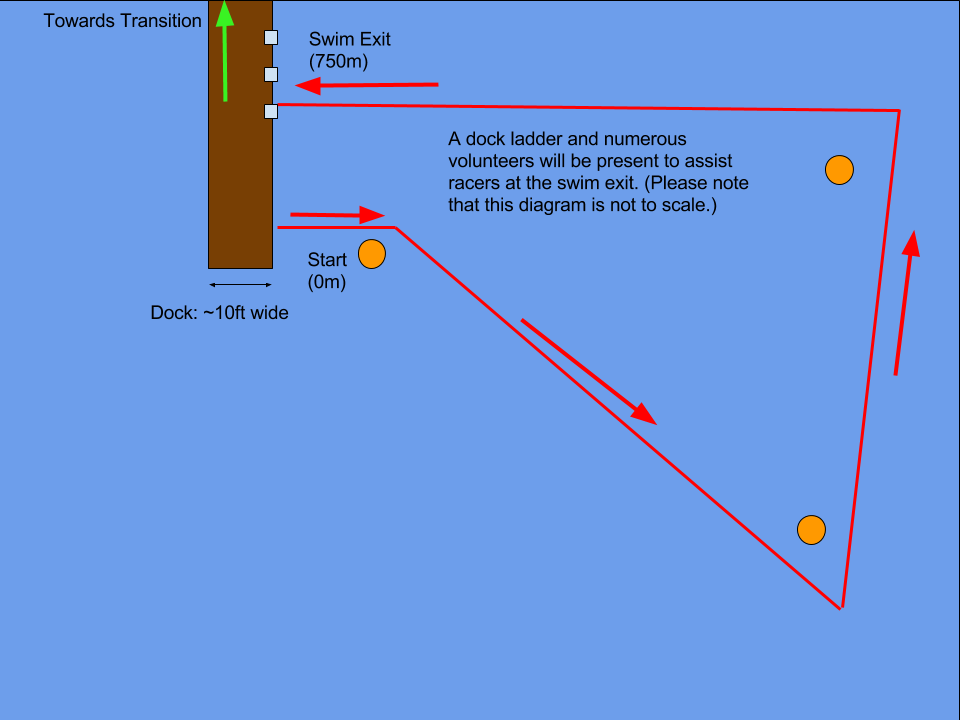 Towards Transition
Swim Exit
(750m)
A dock ladder and numerous
volunteers will be present to assist
racers at the swim exit. (Please note
that this diagram is not to scale.)
Start
(0m)
Dock: ~10ft wide